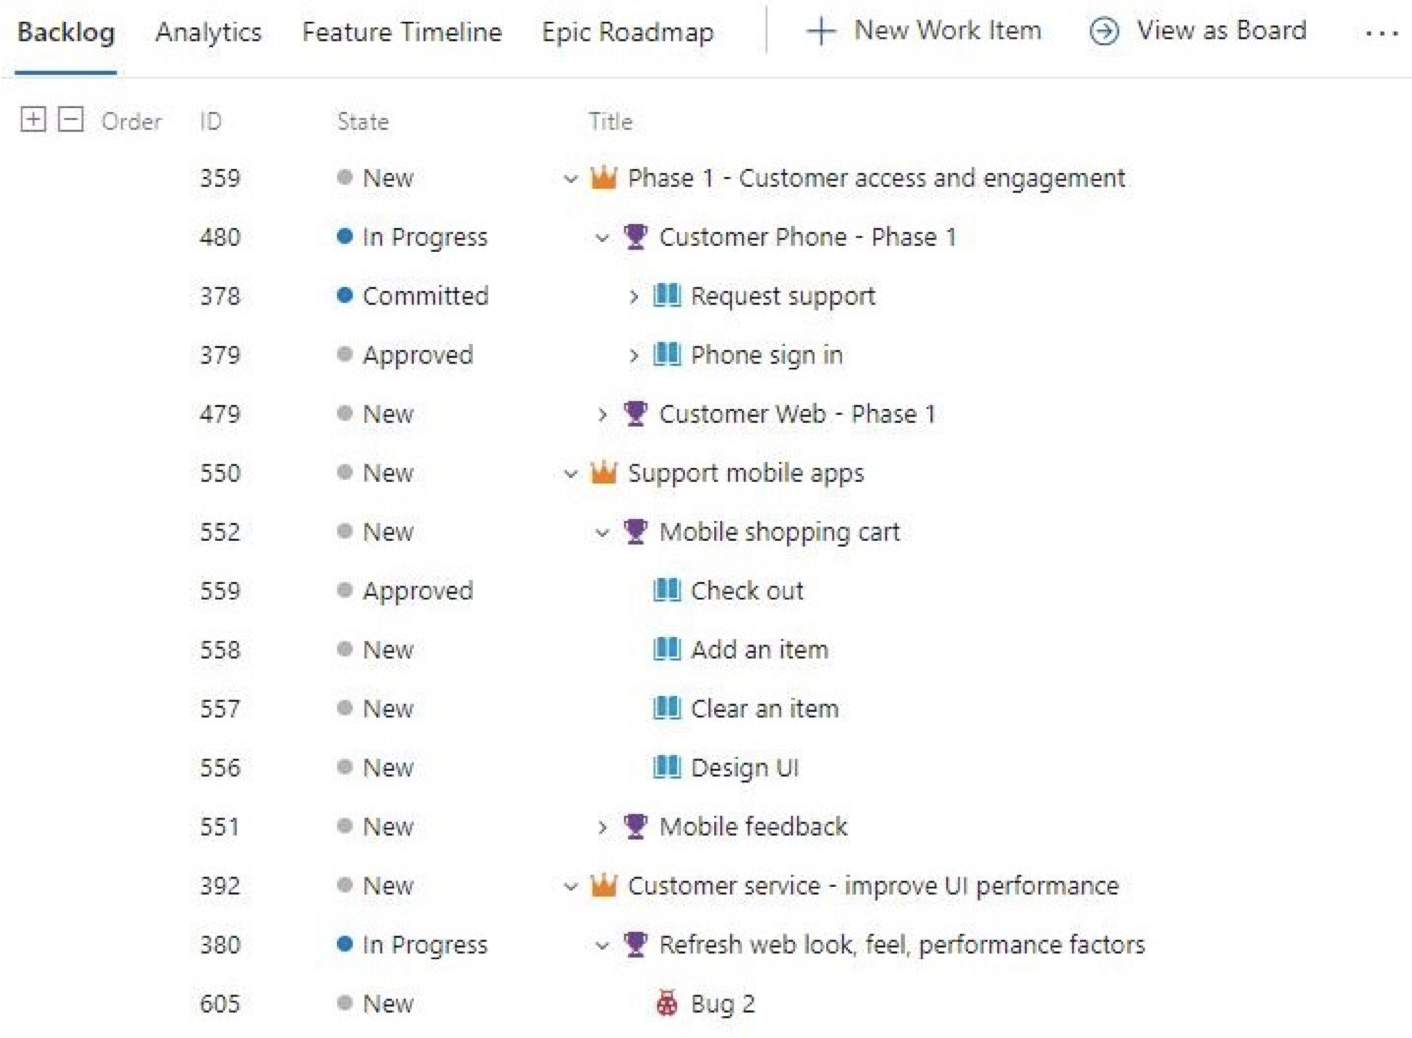 Backlog Analytics Feature Timeline Epic Roadmap New Work Item View as Board ...
Order ID State Title
359 New Phase 1 - Customer access and engagement
480 In Progress Customer Phone - Phase 1
378 Committed Request support
379 Approved Phone sign in
479 New Customer Web - Phase 1
550 New Support mobile apps
552 New Mobile shopping cart
559 Approved Check out
558 New Add an item
557 New Clear an item
556 New Design UI
551 New Mobile feedback
392 New Customer service - improve UI performance
380 In Progress Refresh web look, feel, performance factors
605 New Bug 2